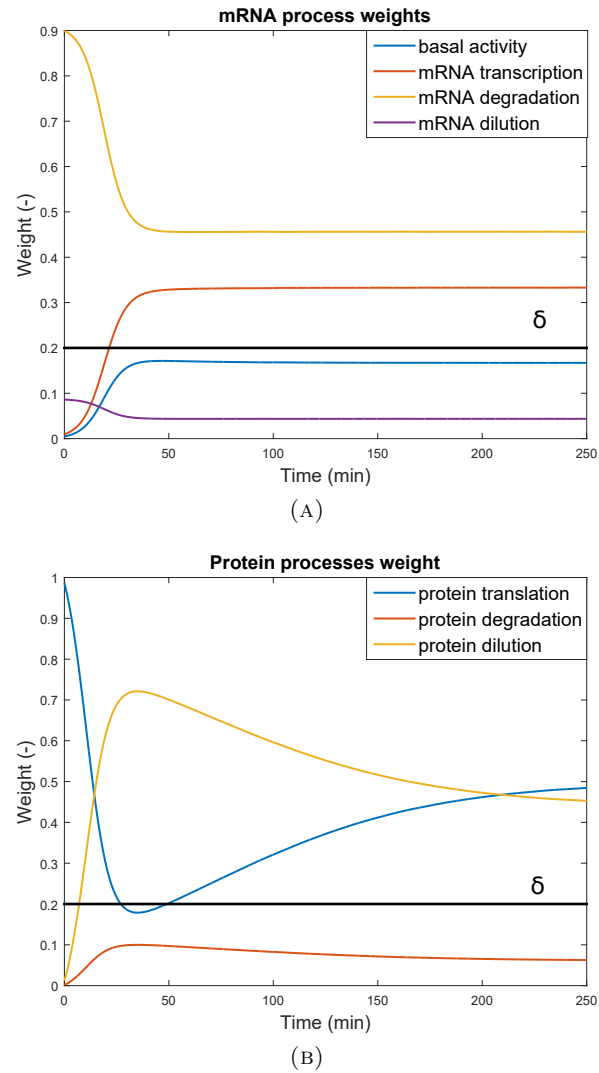 mRNA process weights
basal activity
mRNA transcription
mRNA degradation
mRNA dilution
Weight (-)
0.9
0.8
0.7
0.6
0.5
0.4
0.3
0.2
0.1
0
δ
0 50 100 150 200 250
Time (min)
(A)
Protein processes weight
protein translation
protein degradation
protein dilution
Weight (-)
1
0.9
0.8
0.7
0.6
0.5
0.4
0.3
0.2
0.1
0
δ
0 50 100 150 200 250
Time (min)
(B)